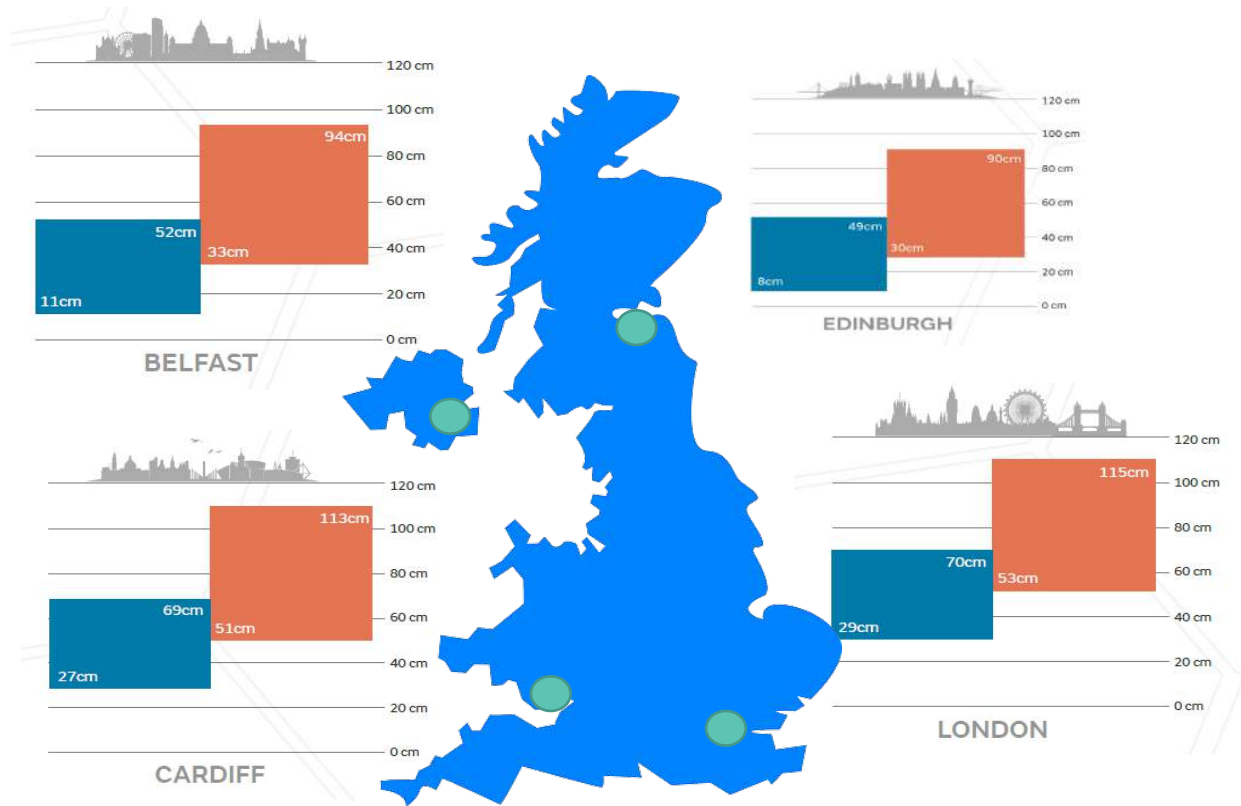 120 cm
100 cm
94cm
80 cm
60 cm
52cm
33cm
40 cm
20 cm
11cm
0 cm
BELFAST
120 cm
100 cm
90cm
80 cm
60 cm
49cm
30cm
40 cm
20 cm
8cm
0 cm
EDINBURGH
120 cm
113cm
100 cm
80 cm
69cm
51cm
60 cm
40 cm
27cm
20 cm
0 cm
CARDIFF
120 cm
115cm
100 cm
80 cm
70cm
53cm
60 cm
40 cm
29cm
20 cm
0 cm
LONDON